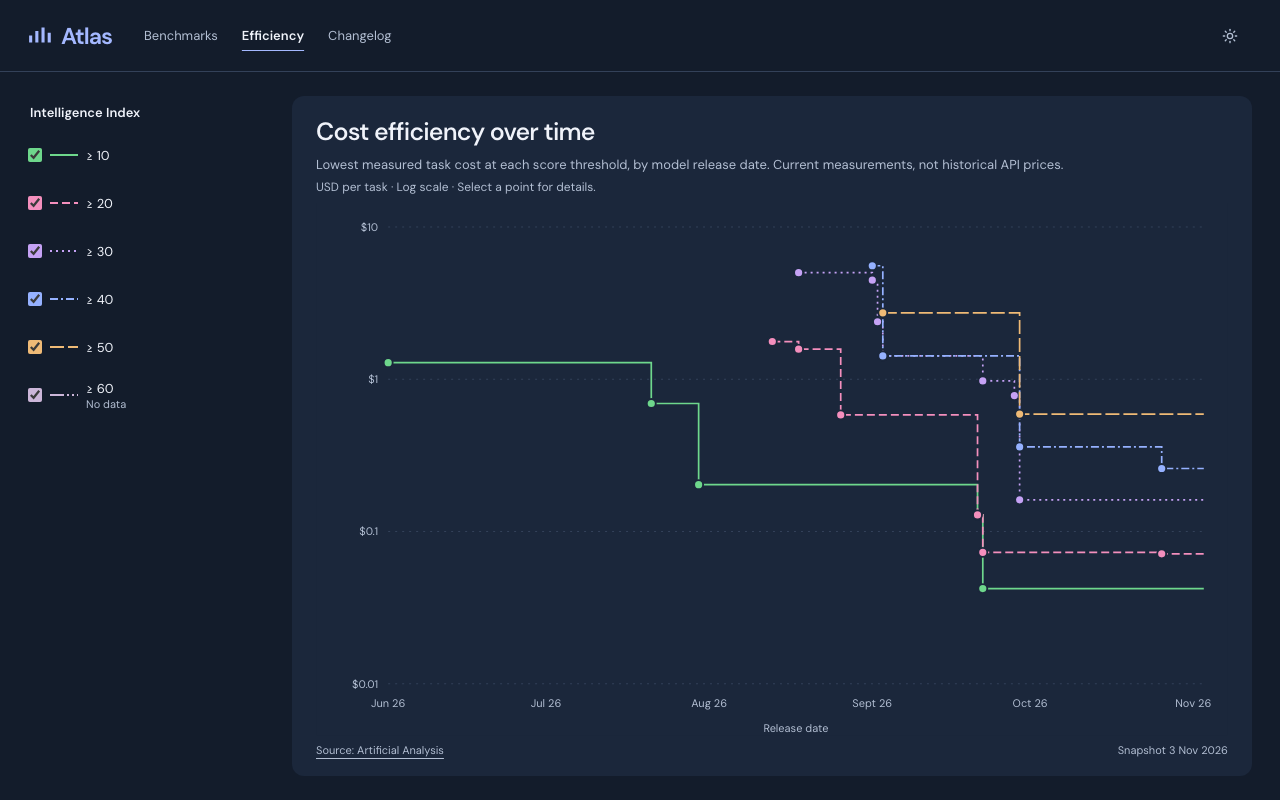 Atlas
Benchmarks
Efficiency
Changelog
Intelligence Index
≥ 10
≥ 20
≥ 30
≥ 40
≥ 50
≥ 60
No data
Cost efficiency over time
Lowest measured task cost at each score threshold, by model release date. Current measurements, not historical API prices.
USD per task · Log scale · Select a point for details.
$10
$1
$0.1
$0.01
Jun 26
Jul 26
Aug 26
Sept 26
Oct 26
Nov 26
Release date
Source: Artificial Analysis
Snapshot 3 Nov 2026